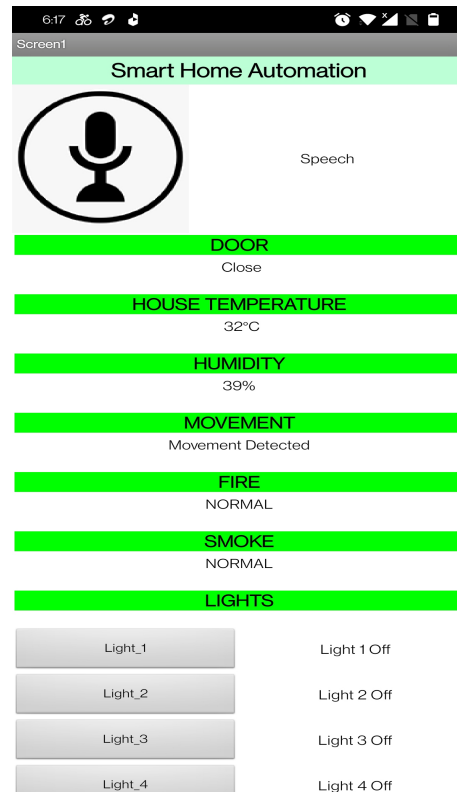 6:17
Screen1
Smart Home Automation
Speech
DOOR
Close
HOUSE TEMPERATURE
32°C
HUMIDITY
39%
MOVEMENT
Movement Detected
FIRE
NORMAL
SMOKE
NORMAL
LIGHTS
Light_1 Light 1 Off
Light_2 Light 2 Off
Light_3 Light 3 Off
Light_4 Light 4 Off